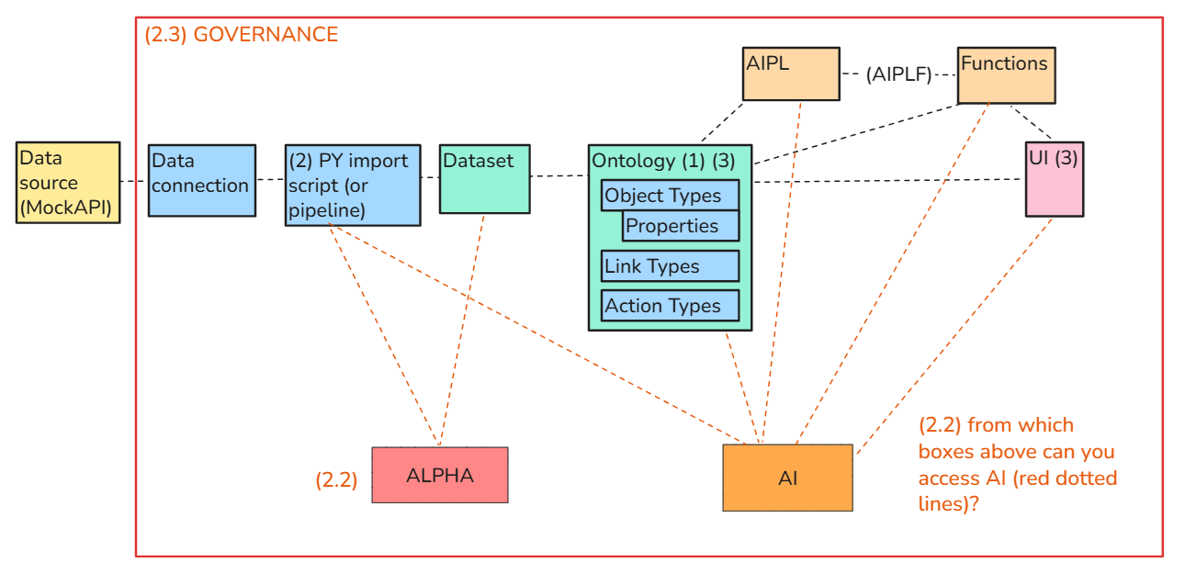 (2.3) GOVERNANCE
AIPL
(AIPLF)
Functions
Data
source
(MockAPI)
Data
connection
(2) PY import
script (or
pipeline)
Dataset
Ontology (1) (3)
Object Types
Properties
Link Types
Action Types
UI (3)
(2.2)
ALPHA
AI
(2.2) from which
boxes above can you
access AI (red dotted
lines)?